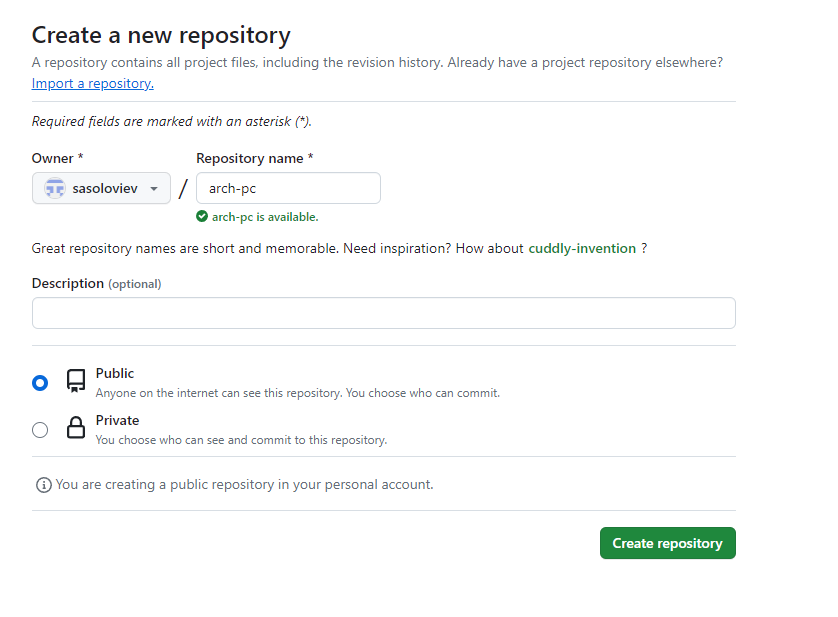 Create a new repository
A repository contains all project files, including the revision history. Already have a project repository elsewhere?
Import a repository.
Required fields are marked with an asterisk (*).
Owner * Repository name *
sasoloviev / arch-pc
arch-pc is available.
Great repository names are short and memorable. Need inspiration? How about cuddly-invention ?
Description (optional)
Public
Anyone on the internet can see this repository. You choose who can commit.
Private
You choose who can see and commit to this repository.
You are creating a public repository in your personal account.
Create repository